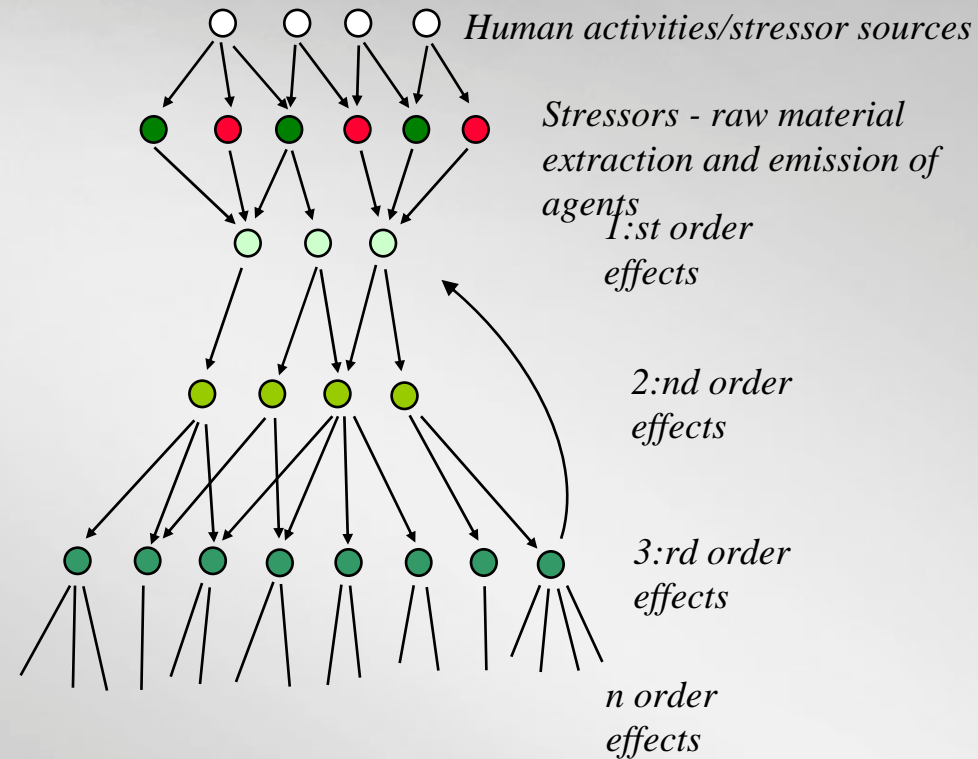 Human activities/stressor sources
Stressors - raw material
extraction and emission of
agents
1:st order
effects
2:nd order
effects
3:rd order
effects
n order
effects